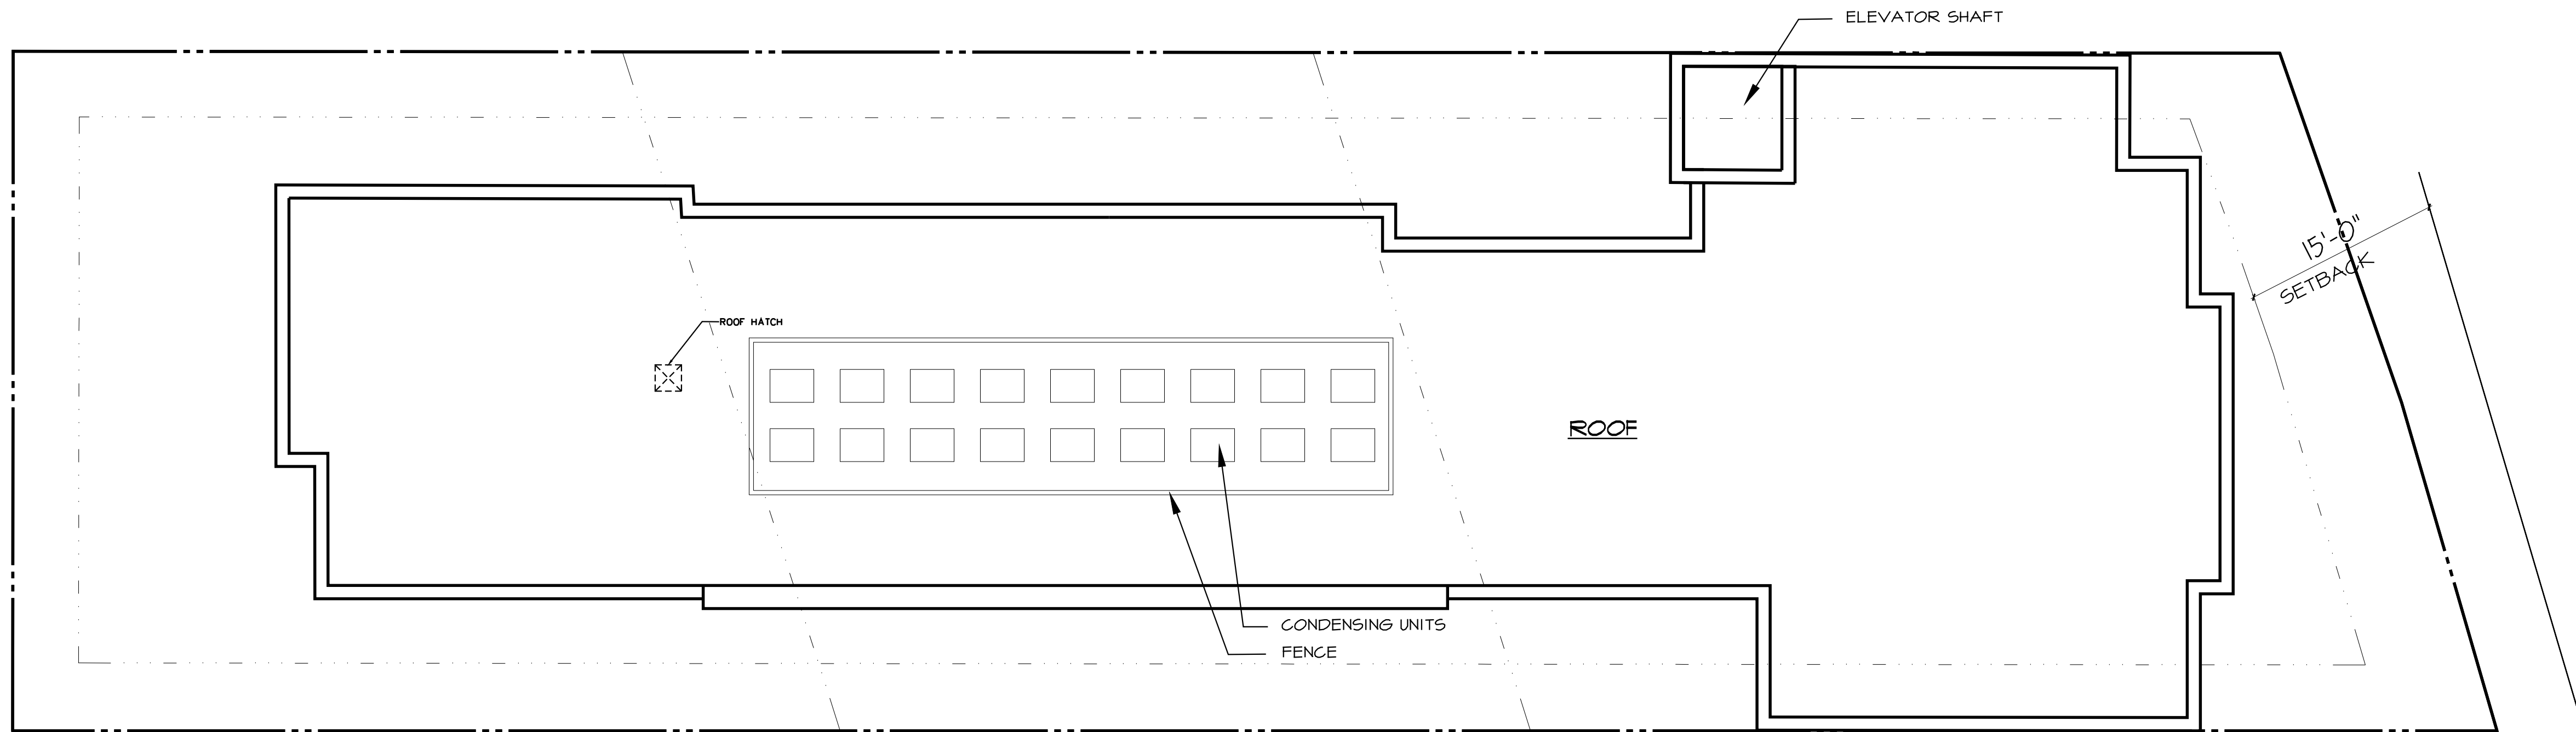 ELEVATOR SHAFT
15'-0"
SETBACK
ROOF HATCH
ROOF
CONDENSING UNITS
FENCE